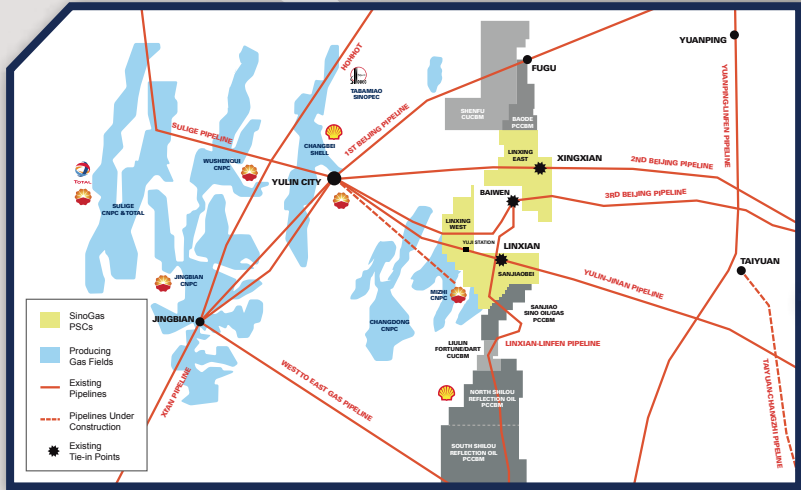 YUANPING
FUGU
HOHHOT
TABAMIAO
SINOPEC
SHENFU
CUCBM
BAODE
PCCBM
1ST BEIJING PIPELINE
YUANPING-LINFEN PIPELINE
SULIGE PIPELINE
CHANGBEI
SHELL
WUSHENQUI
CNPC
LINXING
EAST
XINGXIAN
2ND BEIJING PIPELINE
TOTAL
YULIN CITY
BAIWEN
3RD BEIJING PIPELINE
SULIGE
CNPC & TOTAL
LINXING
WEST
YUJI STATION
LINXIAN
SANJIAOBEI
TAIYUAN
YULIN-JINAN PIPELINE
JINGBIAN
CNPC
MIZHI
CNPC
JINGBIAN
CHANGDONG
CNPC
SANJIAO
SINO OIL/GAS
PCCBM
LIULIN
FORTUNE/DART
CUCBM
LINXIAN-LINFEN PIPELINE
XIAN PIPELINE
WEST TO EAST GAS PIPELINE
TAIYUAN-CHANGZHI PIPELINE
NORTH SHILOU
REFLECTION OIL
PCCBM
SOUTH SHILOU
REFLECTION OIL
PCCBM
SinoGas
PSCs
Producing
Gas Fields
Existing
Pipelines
Pipelines Under
Construction
Existing
Tie-in Points